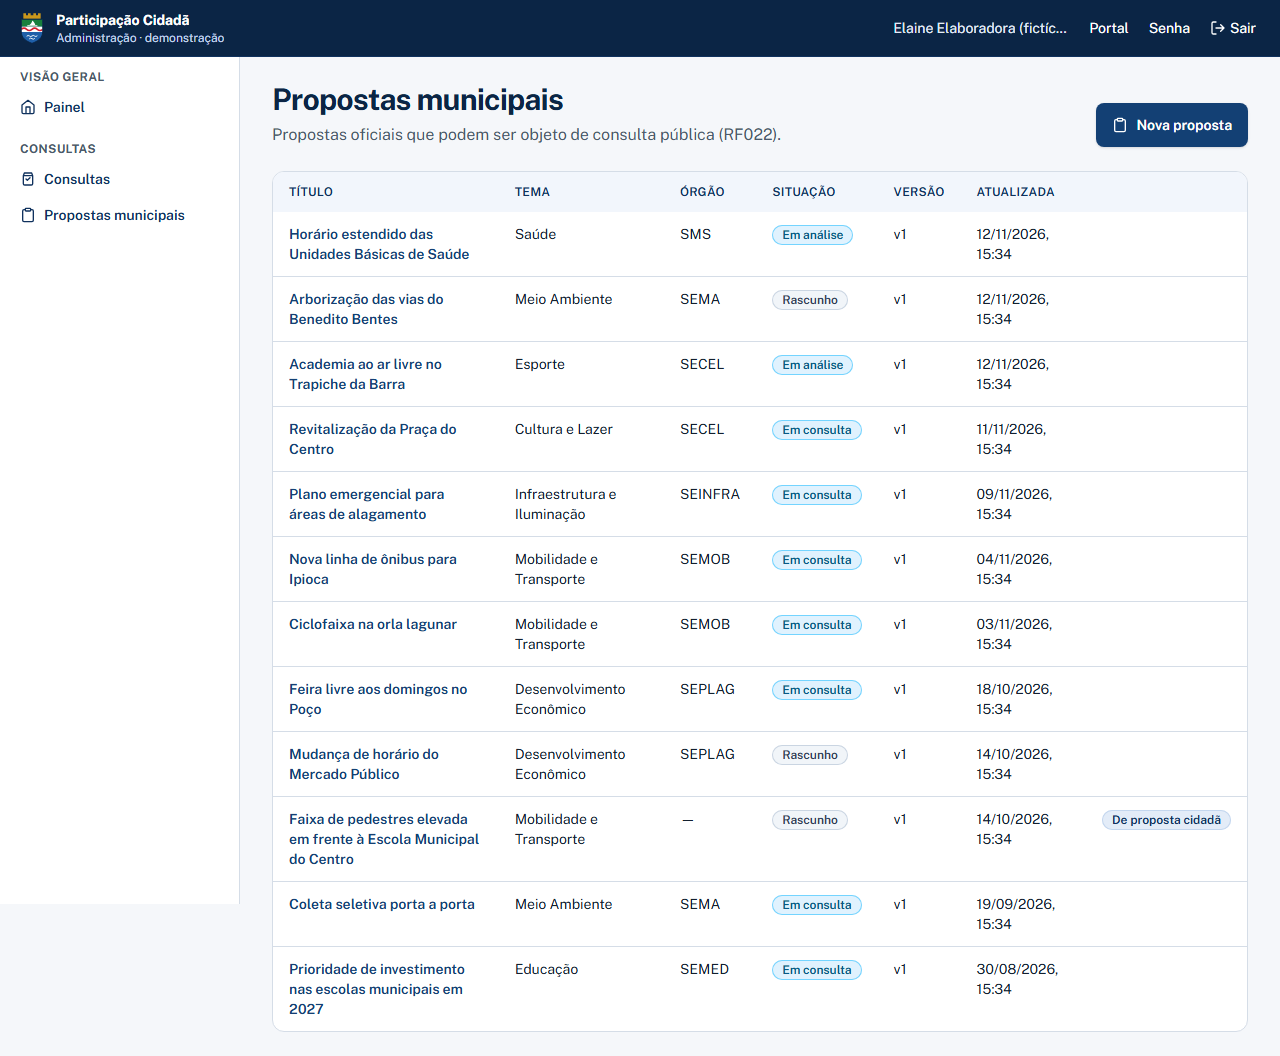 Participação Cidadã
Administração · demonstração
Elaine Elaboradora (fictíc...
Portal
Senha
Sair
VISÃO GERAL
Painel
CONSULTAS
Consultas
Propostas municipais
Propostas municipais
Propostas oficiais que podem ser objeto de consulta pública (RF022).
Nova proposta
TÍTULO TEMA ÓRGÃO SITUAÇÃO VERSÃO ATUALIZADA
Horário estendido das Saúde SMS Em análise v1 12/11/2026,
Unidades Básicas de Saúde 15:34
Arborização das vias do Meio Ambiente SEMA Rascunho v1 12/11/2026,
Benedito Bentes 15:34
Academia ao ar livre no Esporte SECEL Em análise v1 12/11/2026,
Trapiche da Barra 15:34
Revitalização da Praça do Cultura e Lazer SECEL Em consulta v1 11/11/2026,
Centro 15:34
Plano emergencial para Infraestrutura e SEINFRA Em consulta v1 09/11/2026,
áreas de alagamento Iluminação 15:34
Nova linha de ônibus para Mobilidade e SEMOB Em consulta v1 04/11/2026,
Ipioca Transporte 15:34
Ciclofaixa na orla lagunar Mobilidade e SEMOB Em consulta v1 03/11/2026,
Transporte 15:34
Feira livre aos domingos no Desenvolvimento SEPLAG Em consulta v1 18/10/2026,
Poço Econômico 15:34
Mudança de horário do Desenvolvimento SEPLAG Rascunho v1 14/10/2026,
Mercado Público Econômico 15:34
Faixa de pedestres elevada Mobilidade e — Rascunho v1 14/10/2026, De proposta cidadã
em frente à Escola Municipal Transporte 15:34
do Centro
Coleta seletiva porta a porta Meio Ambiente SEMA Em consulta v1 19/09/2026,
15:34
Prioridade de investimento Educação SEMED Em consulta v1 30/08/2026,
nas escolas municipais em 15:34
2027